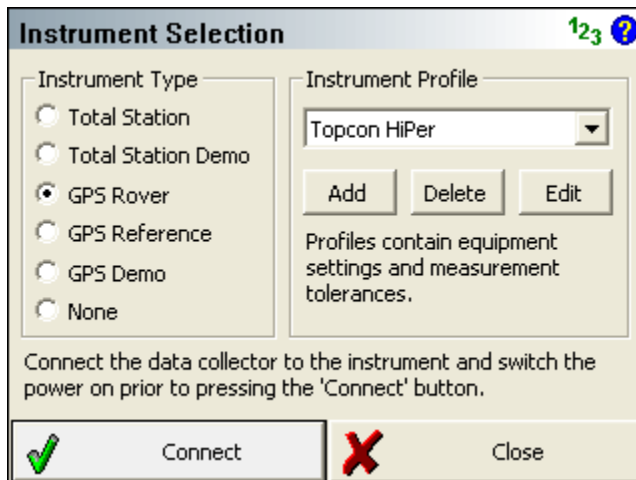 Instrument Selection
123 ?
Instrument Type
Total Station
Total Station Demo
GPS Rover
GPS Reference
GPS Demo
None
Instrument Profile
Topcon HiPer
Add Delete Edit
Profiles contain equipment
settings and measurement
tolerances.
Connect the data collector to the instrument and switch the
power on prior to pressing the 'Connect' button.
Connect Close